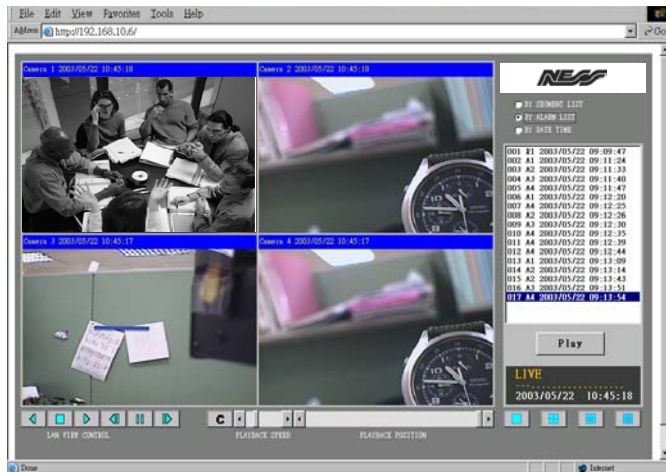 File Edit View Favorites Tools Help
Address http://192.168.10.6/ Go
Camera 1 2003/05/22 10:45:18
Camera 2 2003/05/22 10:45:18
NESS
BY SEGMENT LIST
BY ALARM LIST
BY DATE TIME
001 R1 2003/05/22 09:09:47
002 A1 2003/05/22 09:11:24
003 A2 2003/05/22 09:11:33
004 A3 2003/05/22 09:11:40
005 A4 2003/05/22 09:11:47
006 A1 2003/05/22 09:12:20
007 A4 2003/05/22 09:12:25
008 A2 2003/05/22 09:12:26
009 A3 2003/05/22 09:12:30
010 A2 2003/05/22 09:12:35
011 A4 2003/05/22 09:12:39
012 A4 2003/05/22 09:12:44
013 A1 2003/05/22 09:13:09
014 A2 2003/05/22 09:13:14
015 A2 2003/05/22 09:13:43
016 A3 2003/05/22 09:13:51
017 A4 2003/05/22 09:13:54
Camera 3 2003/05/22 10:45:17
Camera 4 2003/05/22 10:45:17
Play
LIVE
2003/05/22 10:45:18
C
LAN VIEW CONTROL
PLAYBACK SPEED
PLAYBACK POSITION
Done
Internet